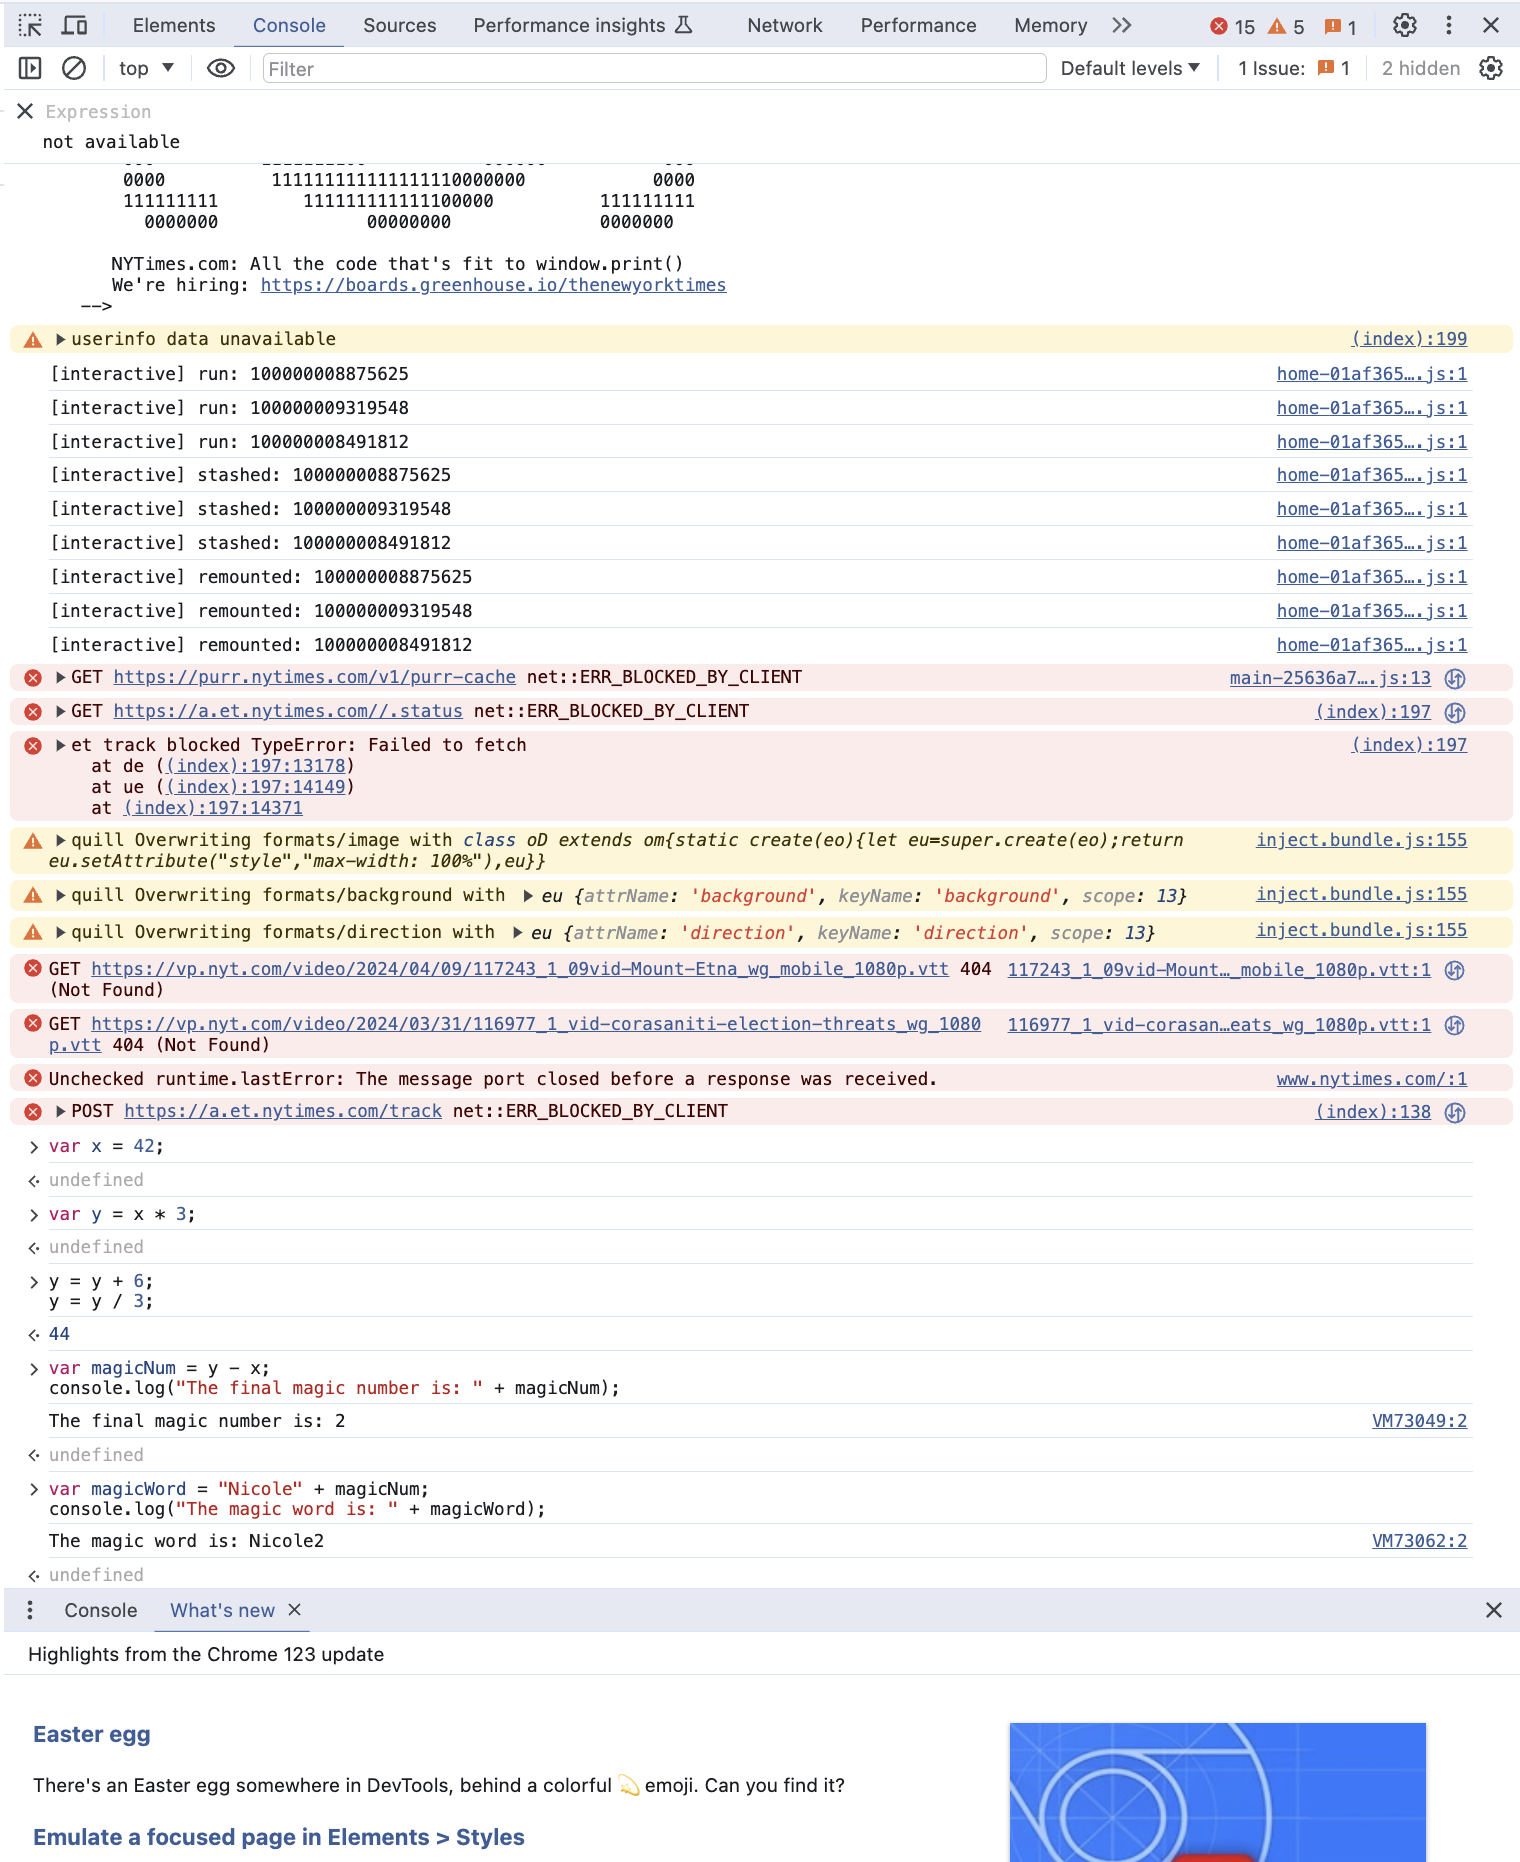 Elements Console Sources Performance insights Network Performance Memory 15 5 1
top Filter Default levels 1 Issue: 1 2 hidden
Expression
not available
0000 111111111111111110000000 0000
111111111 111111111111100000 111111111
0000000 00000000 0000000
NYTimes.com: All the code that's fit to window.print()
We're hiring: https://boards.greenhouse.io/thenewyorktimes
-->
userinfo data unavailable (index):199
[interactive] run: 100000008875625 home-01af365….js:1
[interactive] run: 100000009319548 home-01af365….js:1
[interactive] run: 100000008491812 home-01af365….js:1
[interactive] stashed: 100000008875625 home-01af365….js:1
[interactive] stashed: 100000009319548 home-01af365….js:1
[interactive] stashed: 100000008491812 home-01af365….js:1
[interactive] remounted: 100000008875625 home-01af365….js:1
[interactive] remounted: 100000009319548 home-01af365….js:1
[interactive] remounted: 100000008491812 home-01af365….js:1
GET https://purr.nytimes.com/v1/purr-cache net::ERR_BLOCKED_BY_CLIENT main-25636a7….js:13
GET https://a.et.nytimes.com//.status net::ERR_BLOCKED_BY_CLIENT (index):197
et track blocked TypeError: Failed to fetch (index):197
at de ((index):197:13178)
at ue ((index):197:14149)
at (index):197:14371
quill Overwriting formats/image with class oD extends om{static create(eo){let eu=super.create(eo);return inject.bundle.js:155
eu.setAttribute("style","max-width: 100%"),eu}}
quill Overwriting formats/background with eu {attrName: 'background', keyName: 'background', scope: 13} inject.bundle.js:155
quill Overwriting formats/direction with eu {attrName: 'direction', keyName: 'direction', scope: 13} inject.bundle.js:155
GET https://vp.nyt.com/video/2024/04/09/117243_1_09vid-Mount-Etna_wg_mobile_1080p.vtt 404 117243_1_09vid-Mount…_mobile_1080p.vtt:1
(Not Found)
GET https://vp.nyt.com/video/2024/03/31/116977_1_vid-corasaniti-election-threats_wg_1080 116977_1_vid-corasan…eats_wg_1080p.vtt:1
p.vtt 404 (Not Found)
Unchecked runtime.lastError: The message port closed before a response was received. www.nytimes.com/:1
POST https://a.et.nytimes.com/track net::ERR_BLOCKED_BY_CLIENT (index):138
var x = 42;
undefined
var y = x * 3;
undefined
y = y + 6;
y = y / 3;
44
var magicNum = y - x;
console.log("The final magic number is: " + magicNum);
The final magic number is: 2 VM73049:2
undefined
var magicWord = "Nicole" + magicNum;
console.log("The magic word is: " + magicWord);
The magic word is: Nicole2 VM73062:2
undefined
Console What's new
Highlights from the Chrome 123 update
Easter egg
There's an Easter egg somewhere in DevTools, behind a colorful 💫 emoji. Can you find it?
Emulate a focused page in Elements > Styles